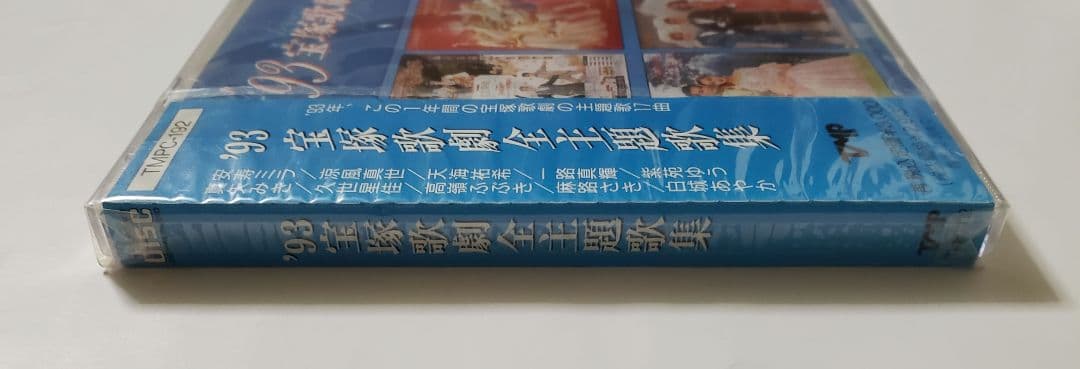 '93 宝塚歌劇
'93年、この一年間の宝塚歌劇の主題歌17曲
'93 宝塚歌劇 全主題歌集
TMPC-192
安寿ミラ/涼風真世/天海祐希/一路真輝/紫苑ゆう
真矢みき/久世星佳/高嶺ふぶき/麻路さき/白城あやか
TMP
DISC
'93 宝塚歌劇 全主題歌集
TMP